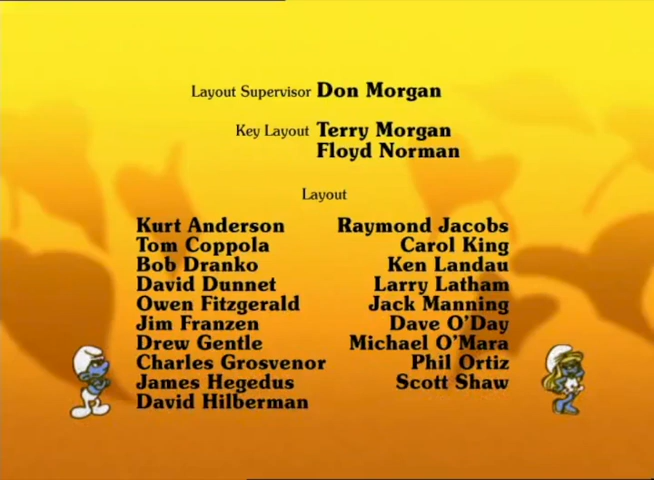 Layout Supervisor Don Morgan
Key Layout Terry Morgan
Floyd Norman
Layout
Kurt Anderson
Tom Coppola
Bob Dranko
David Dunnet
Owen Fitzgerald
Jim Franzen
Drew Gentle
Charles Grosvenor
James Hegedus
David Hilberman
Raymond Jacobs
Carol King
Ken Landau
Larry Latham
Jack Manning
Dave O'Day
Michael O'Mara
Phil Ortiz
Scott Shaw